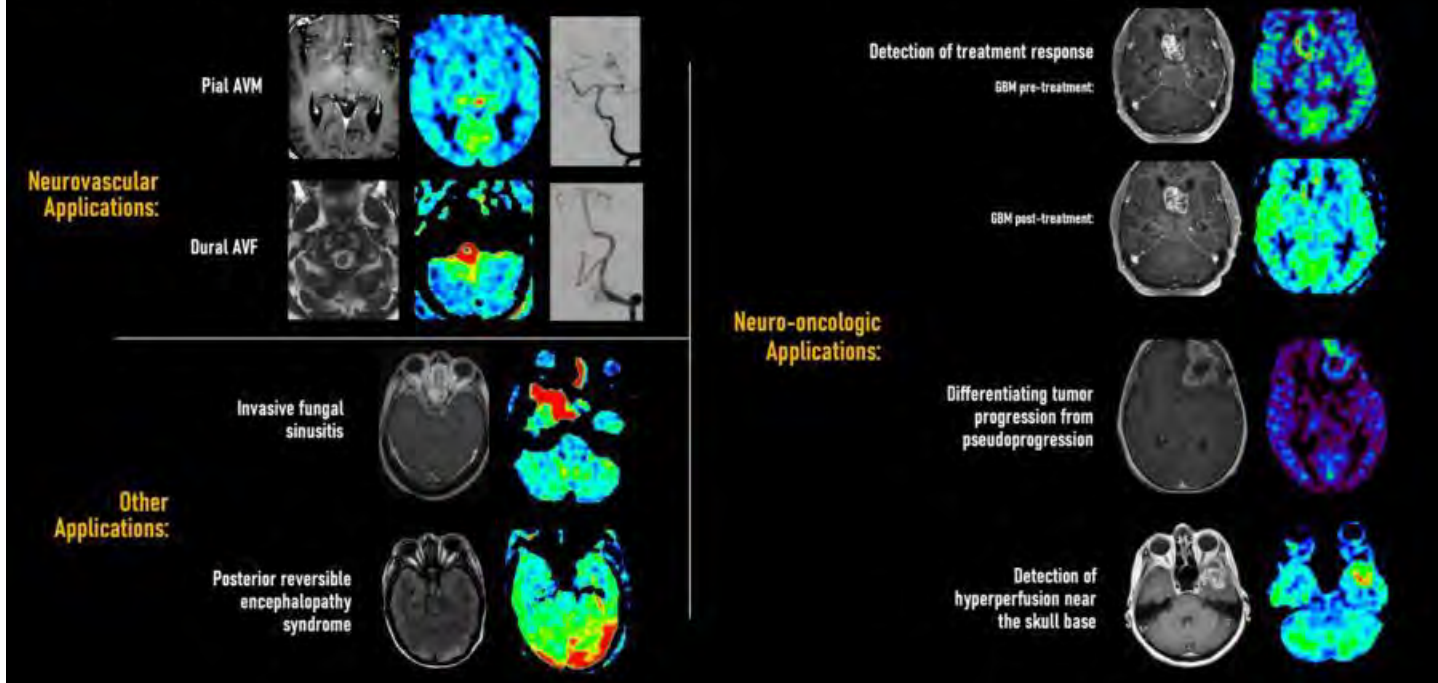 Neurovascular
Applications:
Pial AVM
Dural AVF
Other
Applications:
Invasive fungal
sinusitis
Posterior reversible
encephalopathy
syndrome
Neuro-oncologic
Applications:
Detection of treatment response
GBM pre-treatment:
GBM post-treatment:
Differentiating tumor
progression from
pseudoprogression
Detection of
hyperperfusion near
the skull base